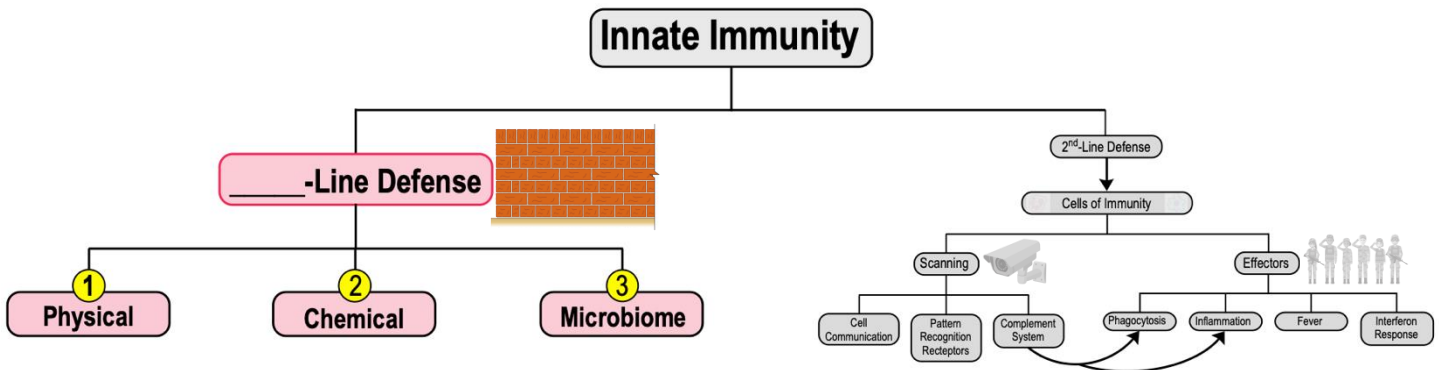 Innate Immunity
_____-Line Defense
1
Physical
2
Chemical
3
Microbiome
2nd-Line Defense
Cells of Immunity
Scanning
Effectors
Cell
Communication
Pattern
Recognition
Recteptors
Complement
System
Phagocytosis
Inflammation
Fever
Interferon
Response